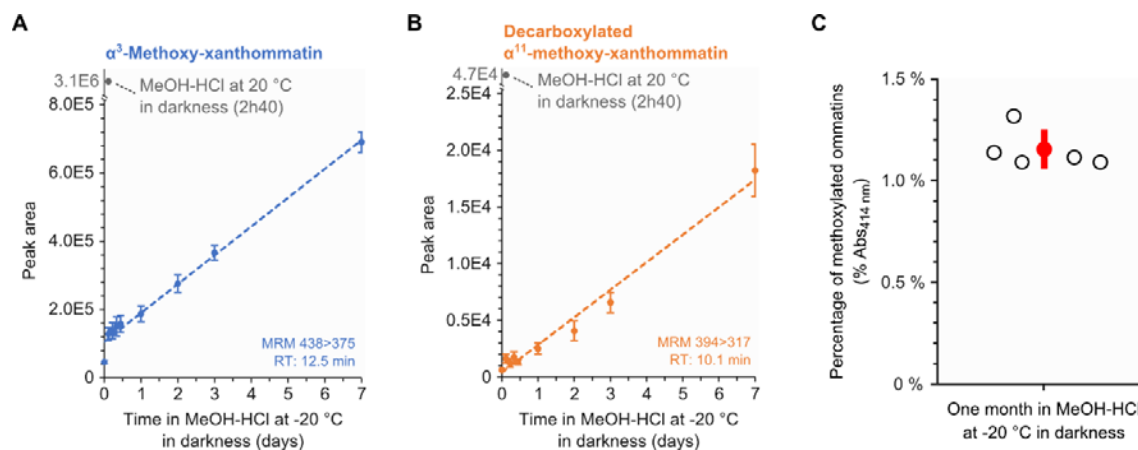 A
α³-Methoxy-xanthommatin
3.1E6
MeOH-HCl at 20 °C
in darkness (2h40)
8.0E5
6.0E5
4.0E5
2.0E5
0
Peak area
MRM 438>375
RT: 12.5 min
0 1 2 3 4 5 6 7
Time in MeOH-HCl at -20 °C
in darkness (days)
B
Decarboxylated
α¹¹-methoxy-xanthommatin
4.7E4
MeOH-HCl at 20 °C
in darkness (2h40)
2.5E4
2.0E4
1.5E4
1.0E4
0.5E4
0
Peak area
MRM 394>317
RT: 10.1 min
0 1 2 3 4 5 6 7
Time in MeOH-HCl at -20 °C
in darkness (days)
C
1.5 %
1.0 %
0.5 %
0 %
Percentage of methoxylated ommatins
(% Abs₄₁₄ ₙₘ)
One month in MeOH-HCl
at -20 °C in darkness